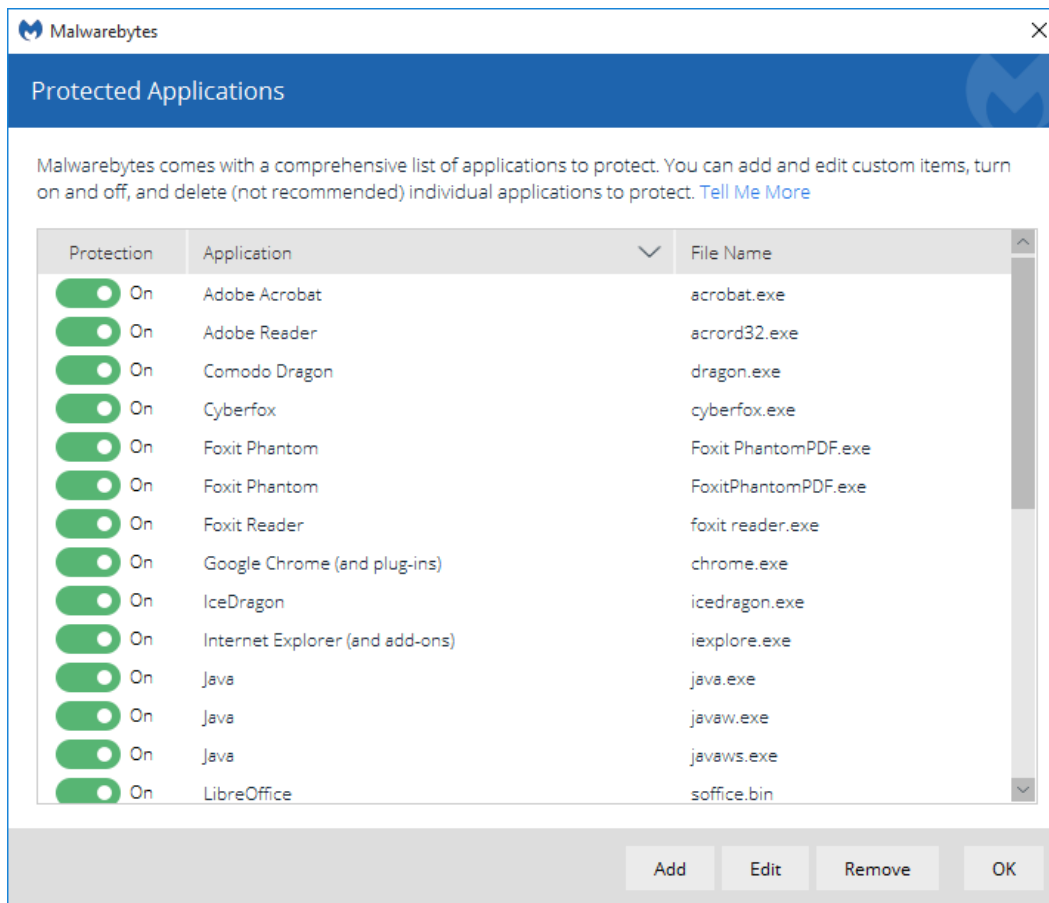 Malwarebytes
Protected Applications
Malwarebytes comes with a comprehensive list of applications to protect. You can add and edit custom items, turn
on and off, and delete (not recommended) individual applications to protect. Tell Me More
Protection Application File Name
On Adobe Acrobat acrobat.exe
On Adobe Reader acrord32.exe
On Comodo Dragon dragon.exe
On Cyberfox cyberfox.exe
On Foxit Phantom Foxit PhantomPDF.exe
On Foxit Phantom FoxitPhantomPDF.exe
On Foxit Reader foxit reader.exe
On Google Chrome (and plug-ins) chrome.exe
On IceDragon icedragon.exe
On Internet Explorer (and add-ons) iexplore.exe
On Java java.exe
On Java javaw.exe
On Java javaws.exe
On LibreOffice soffice.bin
Add Edit Remove OK